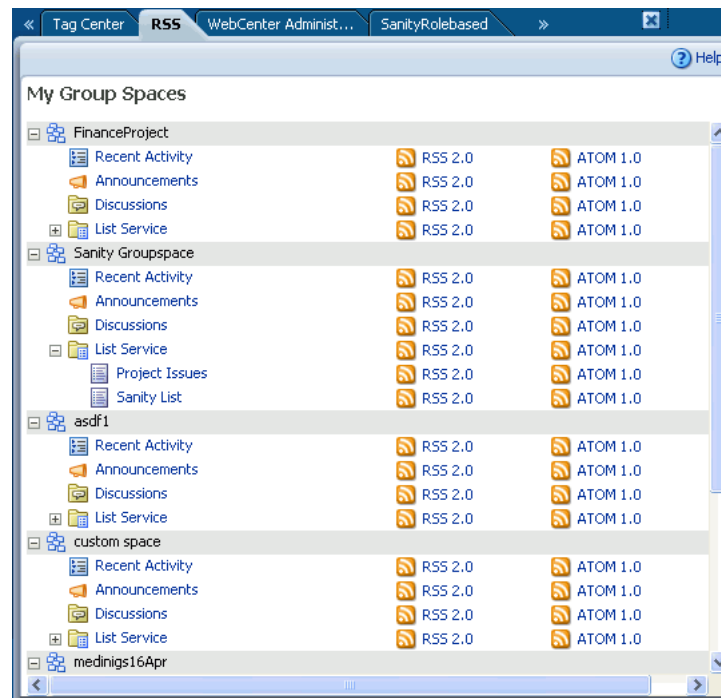 « Tag Center RSS WebCenter Administ... SanityRolebased »
Help
My Group Spaces
FinanceProject
Recent Activity RSS 2.0 ATOM 1.0
Announcements RSS 2.0 ATOM 1.0
Discussions RSS 2.0 ATOM 1.0
List Service RSS 2.0 ATOM 1.0
Sanity Groupspace
Recent Activity RSS 2.0 ATOM 1.0
Announcements RSS 2.0 ATOM 1.0
Discussions RSS 2.0 ATOM 1.0
List Service RSS 2.0 ATOM 1.0
Project Issues RSS 2.0 ATOM 1.0
Sanity List RSS 2.0 ATOM 1.0
asdf1
Recent Activity RSS 2.0 ATOM 1.0
Announcements RSS 2.0 ATOM 1.0
Discussions RSS 2.0 ATOM 1.0
List Service RSS 2.0 ATOM 1.0
custom space
Recent Activity RSS 2.0 ATOM 1.0
Announcements RSS 2.0 ATOM 1.0
Discussions RSS 2.0 ATOM 1.0
List Service RSS 2.0 ATOM 1.0
medinigs16Apr